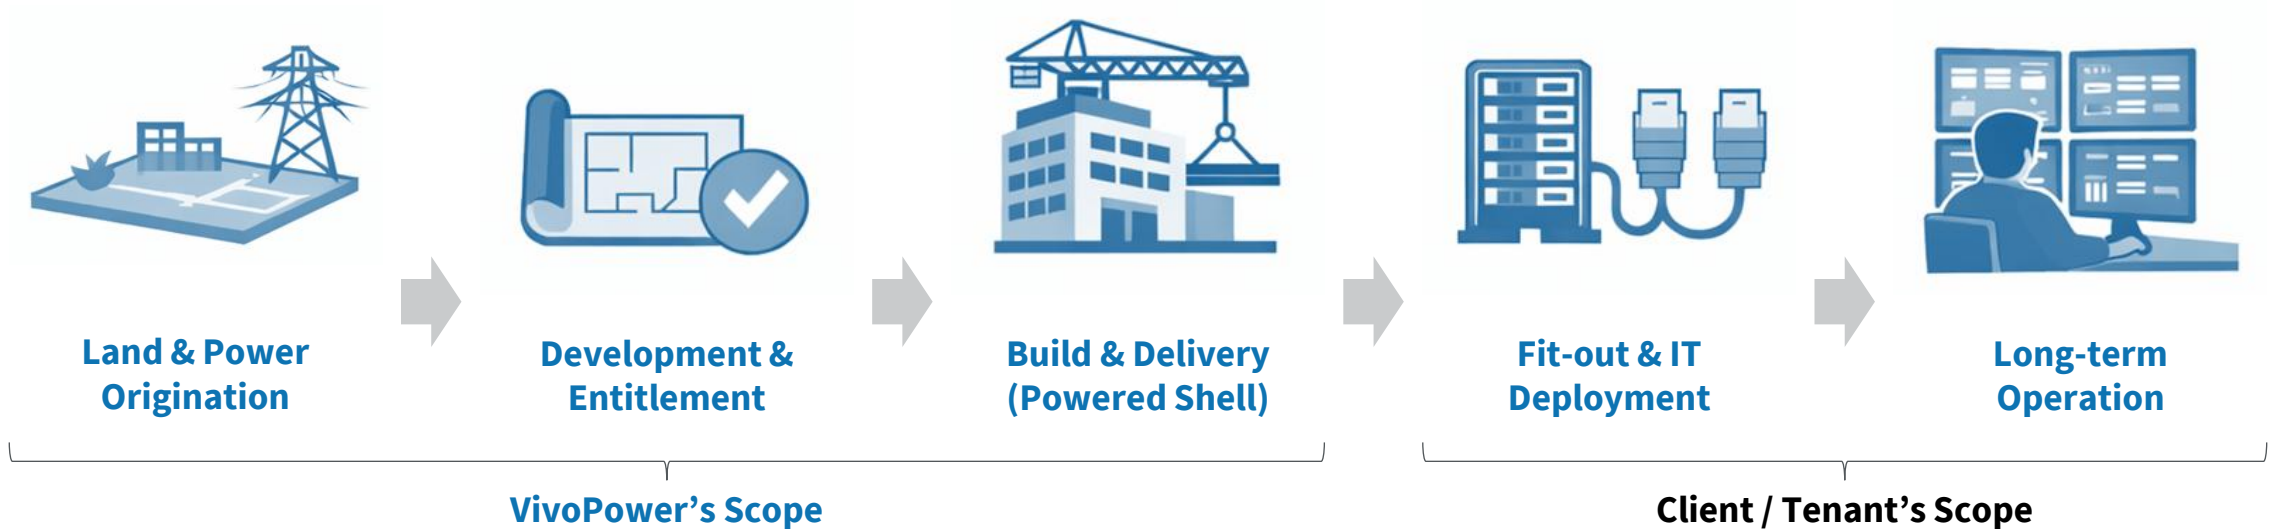 Land & Power
Origination
Development &
Entitlement
Build & Delivery
(Powered Shell)
Fit-out & IT
Deployment
Long-term
Operation
VivoPower’s Scope
Client / Tenant’s Scope